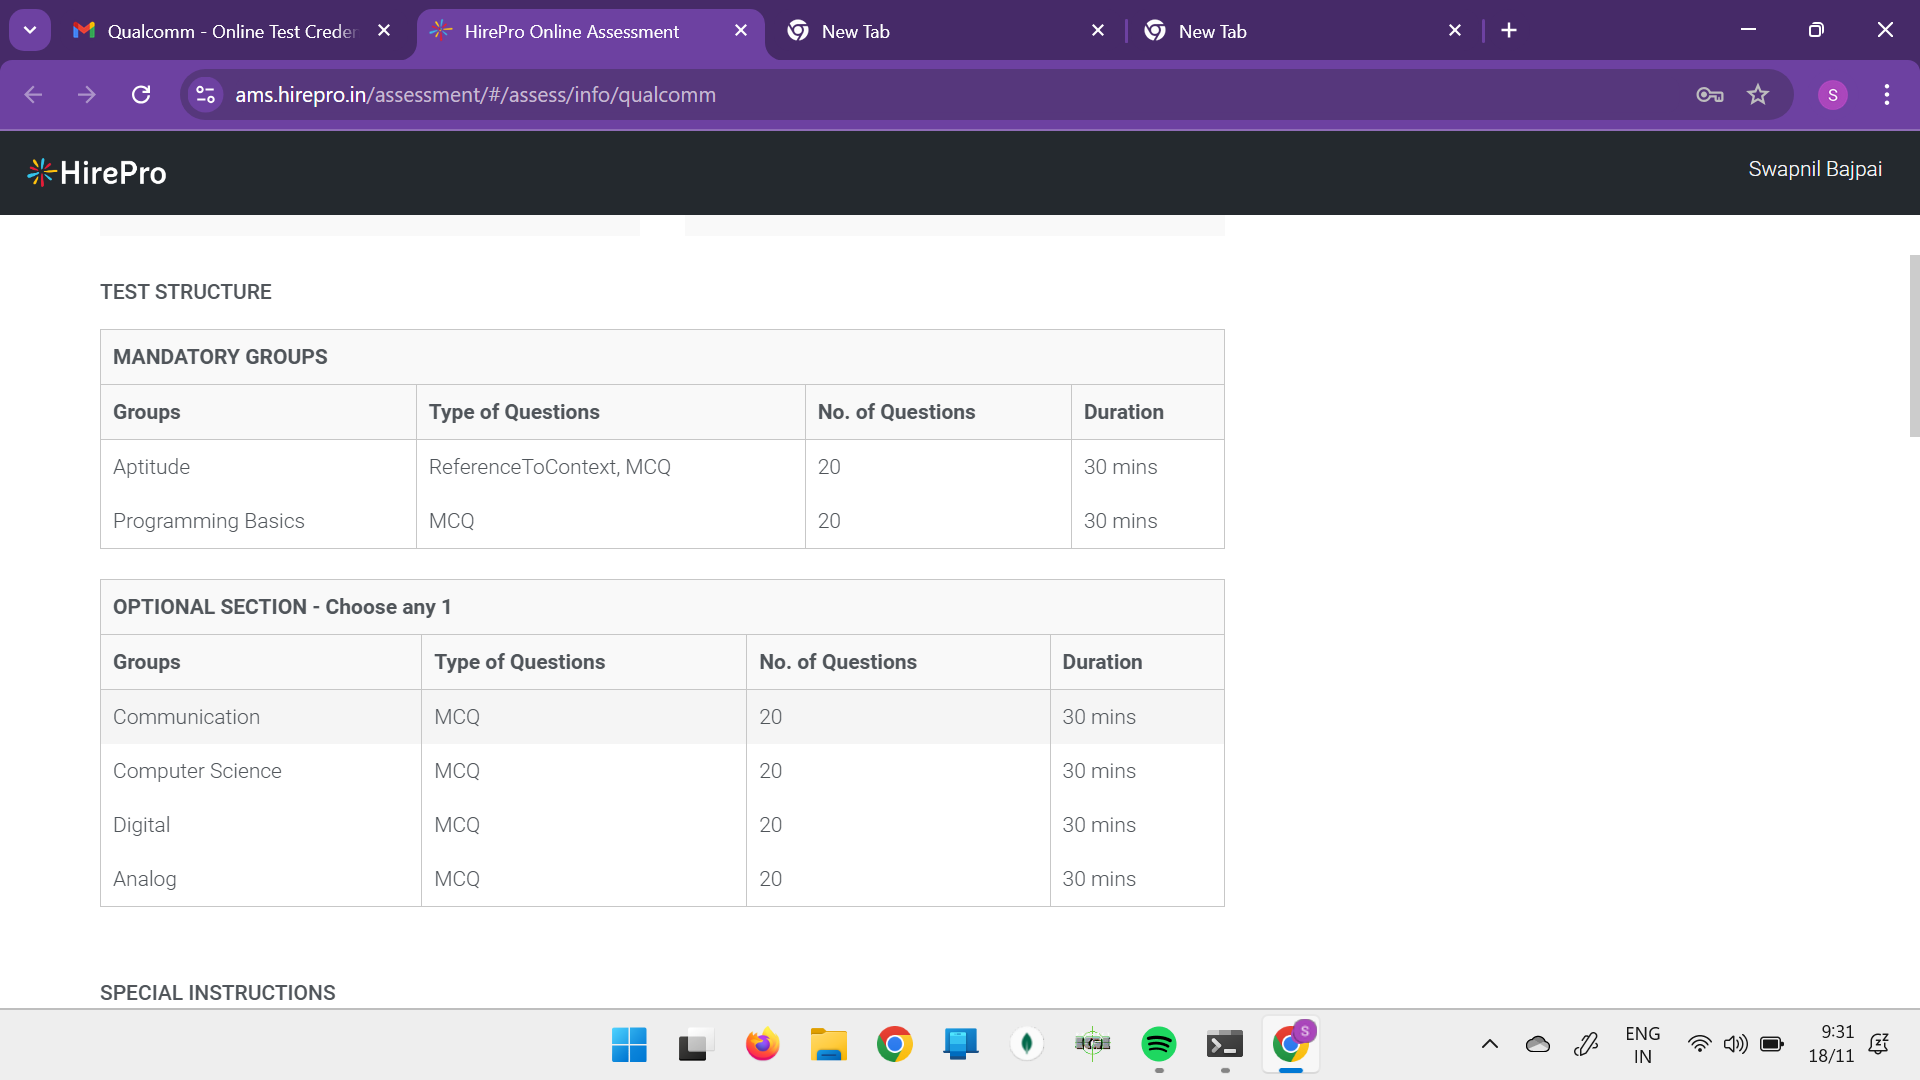 Qualcomm - Online Test Creder
HirePro Online Assessment
New Tab
New Tab
ams.hirepro.in/assessment/#/assess/info/qualcomm
S
HirePro
Swapnil Bajpai
TEST STRUCTURE
MANDATORY GROUPS
Groups Type of Questions No. of Questions Duration
Aptitude ReferenceToContext, MCQ 20 30 mins
Programming Basics MCQ 20 30 mins
OPTIONAL SECTION - Choose any 1
Groups Type of Questions No. of Questions Duration
Communication MCQ 20 30 mins
Computer Science MCQ 20 30 mins
Digital MCQ 20 30 mins
Analog MCQ 20 30 mins
SPECIAL INSTRUCTIONS
S
ENG
IN
9:31
18/11